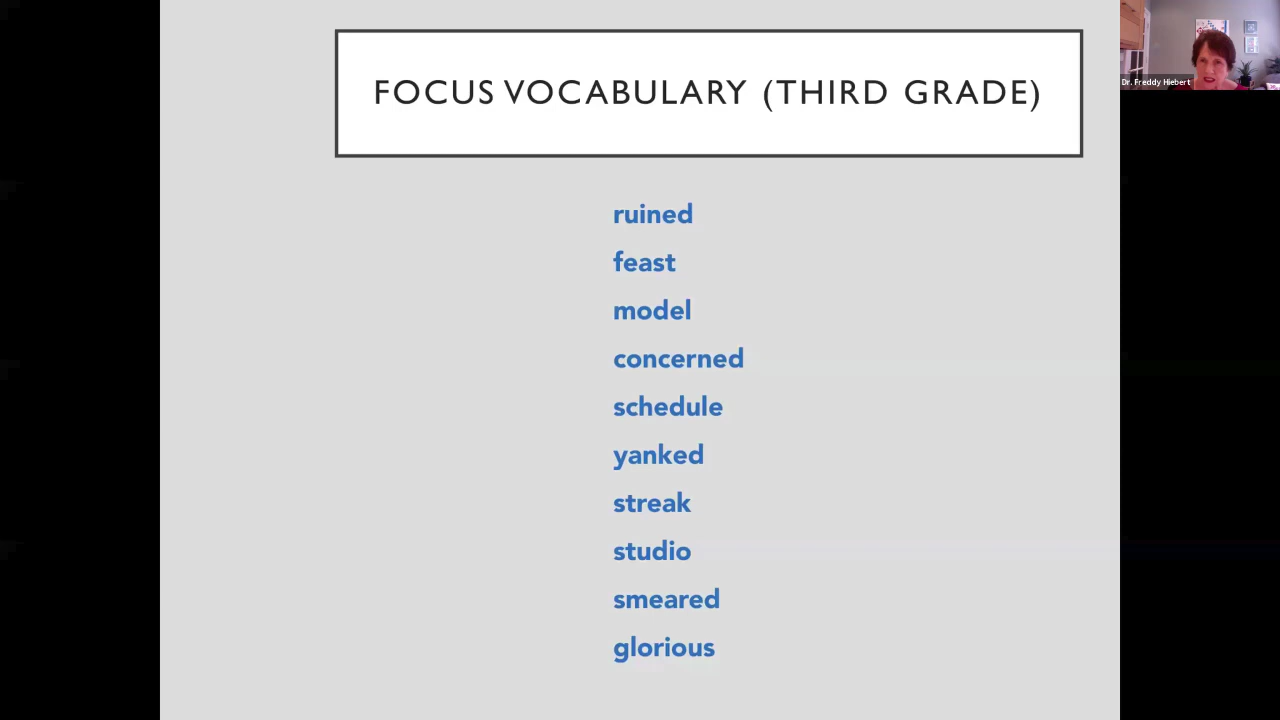 FOCUS VOCABULARY (THIRD GRADE)
Dr. Freddy Hiebert
ruined
feast
model
concerned
schedule
yanked
streak
studio
smeared
glorious